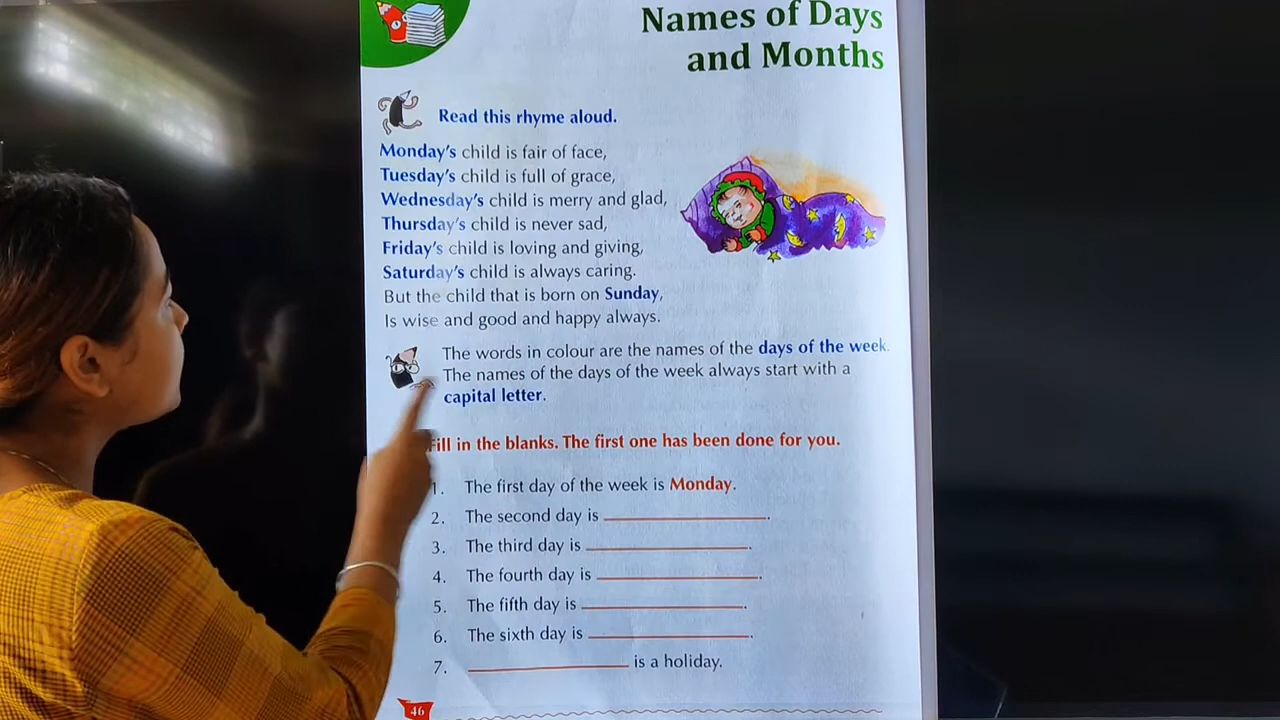 Names of Days
and Months
Read this rhyme aloud.
Monday's child is fair of face,
Tuesday's child is full of grace,
Wednesday's child is merry and glad,
Thursday's child is never sad,
Friday's child is loving and giving,
Saturday's child is always caring.
But the child that is born on Sunday,
Is wise and good and happy always.
The words in colour are the names of the days of the week.
The names of the days of the week always start with a
capital letter.
Fill in the blanks. The first one has been done for you.
1. The first day of the week is Monday.
2. The second day is ____________.
3. The third day is ____________.
4. The fourth day is ____________.
5. The fifth day is ____________.
6. The sixth day is ____________.
7. ____________ is a holiday.
46